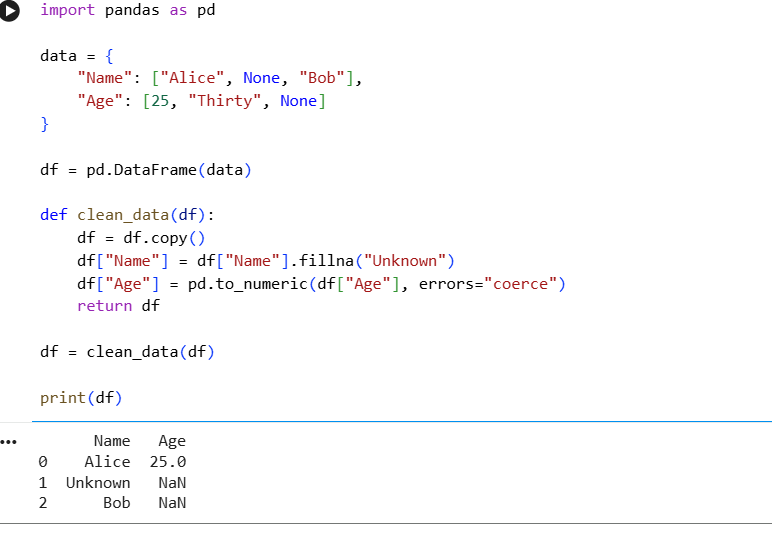 import pandas as pd
data = {
    "Name": ["Alice", None, "Bob"],
    "Age": [25, "Thirty", None]
}
df = pd.DataFrame(data)
def clean_data(df):
    df = df.copy()
    df["Name"] = df["Name"].fillna("Unknown")
    df["Age"] = pd.to_numeric(df["Age"], errors="coerce")
    return df
df = clean_data(df)
print(df)
      Name   Age
0    Alice  25.0
1  Unknown   NaN
2      Bob   NaN